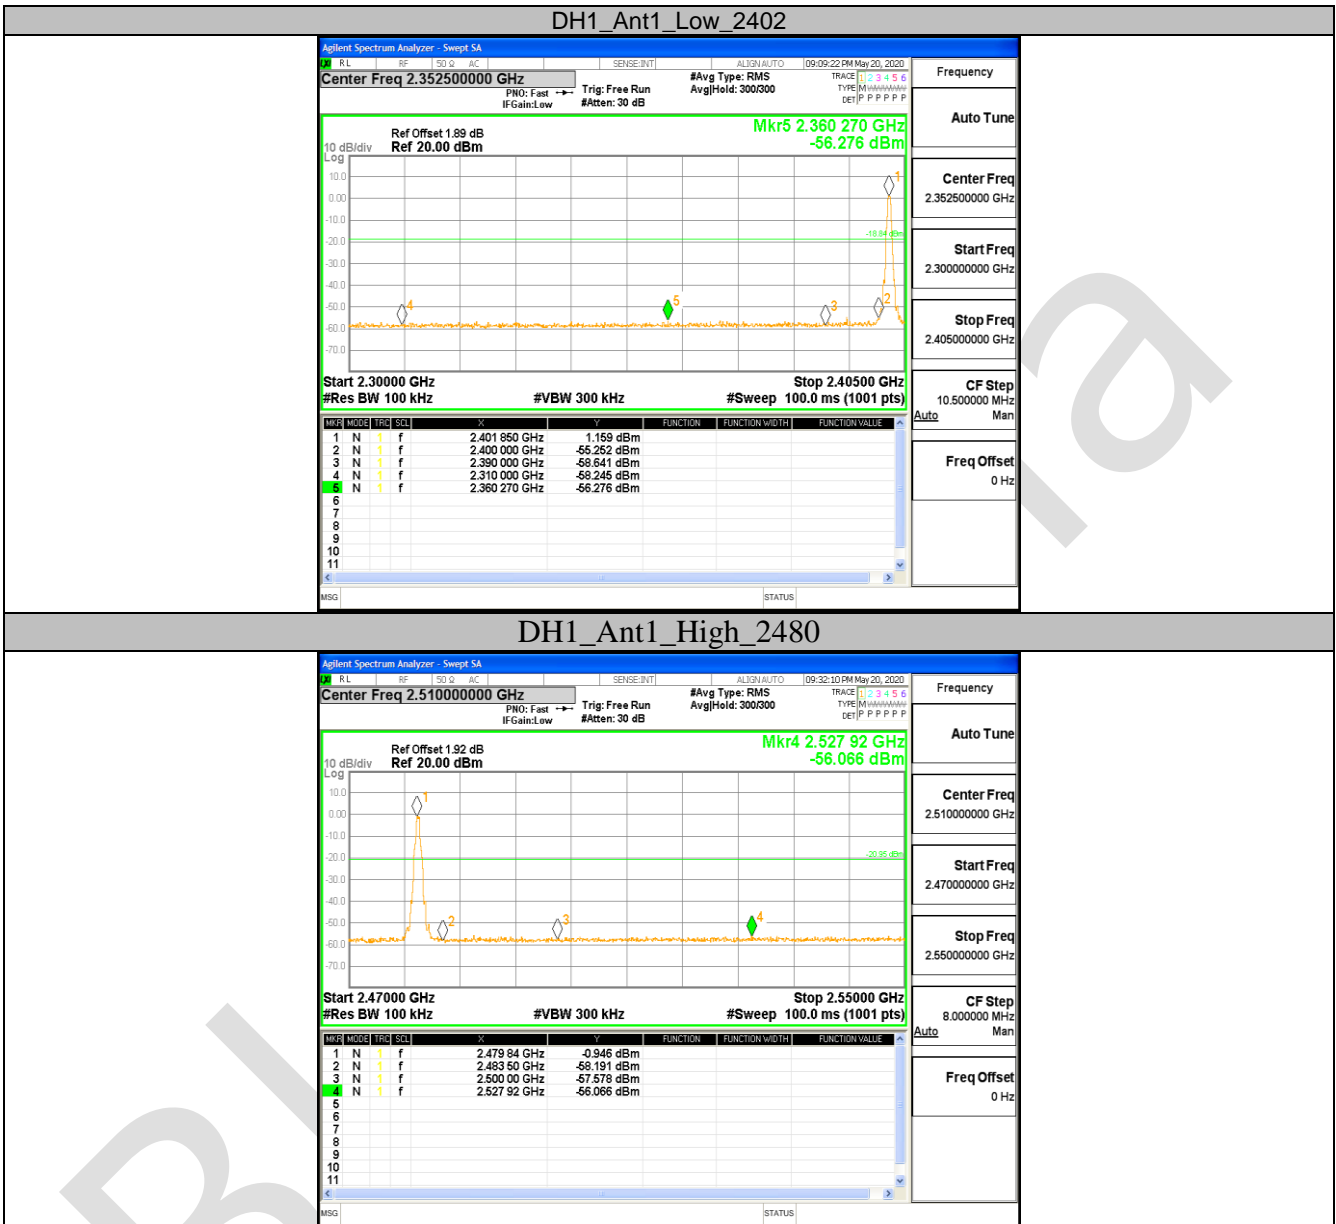 DH1_Ant1_Low_2402
Agilent Spectrum Analyzer - Swept SA
RL RF 50 Ω AC SENSE:INT ALIGN AUTO 09:09:22 PM May 20, 2020
Center Freq 2.352500000 GHz
PNO: Fast
IFGain:Low
Trig: Free Run
#Atten: 30 dB
#Avg Type: RMS
Avg|Hold: 300/300
TRACE 1 2 3 4 5 6
TYPE M
DET P P P P P P
Mkr5 2.360 270 GHz
-56.276 dBm
Ref Offset 1.89 dB
10 dB/div Ref 20.00 dBm
Log
10.0
0.00
-10.0
-20.0
-30.0
-40.0
-50.0
-60.0
-70.0
-18.84 dBm
1
2
3
4
5
Start 2.30000 GHz Stop 2.40500 GHz
#Res BW 100 kHz #VBW 300 kHz #Sweep 100.0 ms (1001 pts)
MKR MODE TRC SCL X Y FUNCTION FUNCTION WIDTH FUNCTION VALUE
1 N 1 f 2.401 850 GHz 1.159 dBm
2 N 1 f 2.400 000 GHz -55.252 dBm
3 N 1 f 2.390 000 GHz -58.641 dBm
4 N 1 f 2.310 000 GHz -58.245 dBm
5 N 1 f 2.360 270 GHz -56.276 dBm
6
7
8
9
10
11
MSG STATUS
Frequency
Auto Tune
Center Freq
2.352500000 GHz
Start Freq
2.300000000 GHz
Stop Freq
2.405000000 GHz
CF Step
10.500000 MHz
Auto Man
Freq Offset
0 Hz
DH1_Ant1_High_2480
Agilent Spectrum Analyzer - Swept SA
RL RF 50 Ω AC SENSE:INT ALIGN AUTO 09:32:10 PM May 20, 2020
Center Freq 2.510000000 GHz
PNO: Fast
IFGain:Low
Trig: Free Run
#Atten: 30 dB
#Avg Type: RMS
Avg|Hold: 300/300
TRACE 1 2 3 4 5 6
TYPE M
DET P P P P P P
Mkr4 2.527 92 GHz
-56.066 dBm
Ref Offset 1.92 dB
10 dB/div Ref 20.00 dBm
Log
10.0
0.00
-10.0
-20.0
-30.0
-40.0
-50.0
-60.0
-70.0
-20.95 dBm
1
2
3
4
Start 2.47000 GHz Stop 2.55000 GHz
#Res BW 100 kHz #VBW 300 kHz #Sweep 100.0 ms (1001 pts)
MKR MODE TRC SCL X Y FUNCTION FUNCTION WIDTH FUNCTION VALUE
1 N 1 f 2.479 84 GHz -0.946 dBm
2 N 1 f 2.483 50 GHz -58.191 dBm
3 N 1 f 2.500 00 GHz -57.578 dBm
4 N 1 f 2.527 92 GHz -56.066 dBm
5
6
7
8
9
10
11
MSG STATUS
Frequency
Auto Tune
Center Freq
2.510000000 GHz
Start Freq
2.470000000 GHz
Stop Freq
2.550000000 GHz
CF Step
8.000000 MHz
Auto Man
Freq Offset
0 Hz